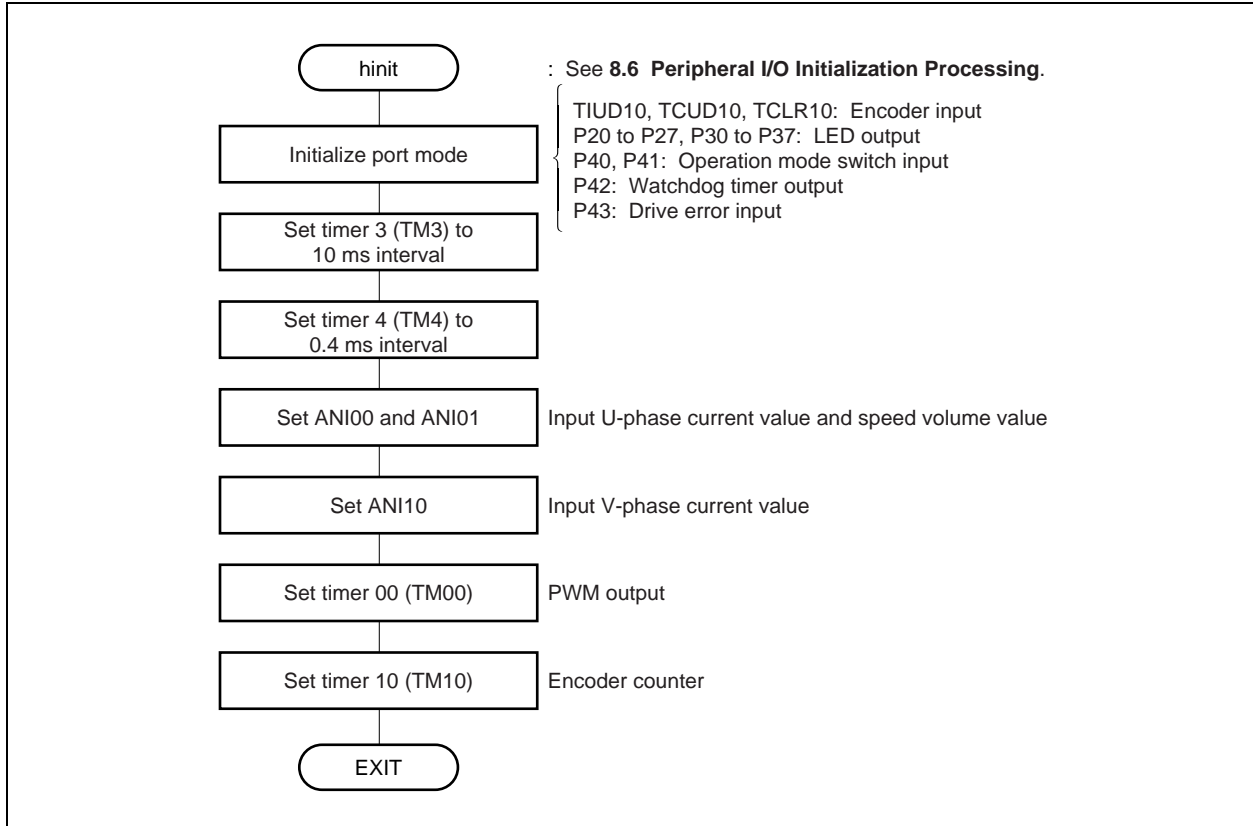 hinit
: See 8.6 Peripheral I/O Initialization Processing.
Initialize port mode
TIUD10, TCUD10, TCLR10: Encoder input
P20 to P27, P30 to P37: LED output
P40, P41: Operation mode switch input
P42: Watchdog timer output
P43: Drive error input
Set timer 3 (TM3) to
10 ms interval
Set timer 4 (TM4) to
0.4 ms interval
Set ANI00 and ANI01
Input U-phase current value and speed volume value
Set ANI10
Input V-phase current value
Set timer 00 (TM00)
PWM output
Set timer 10 (TM10)
Encoder counter
EXIT